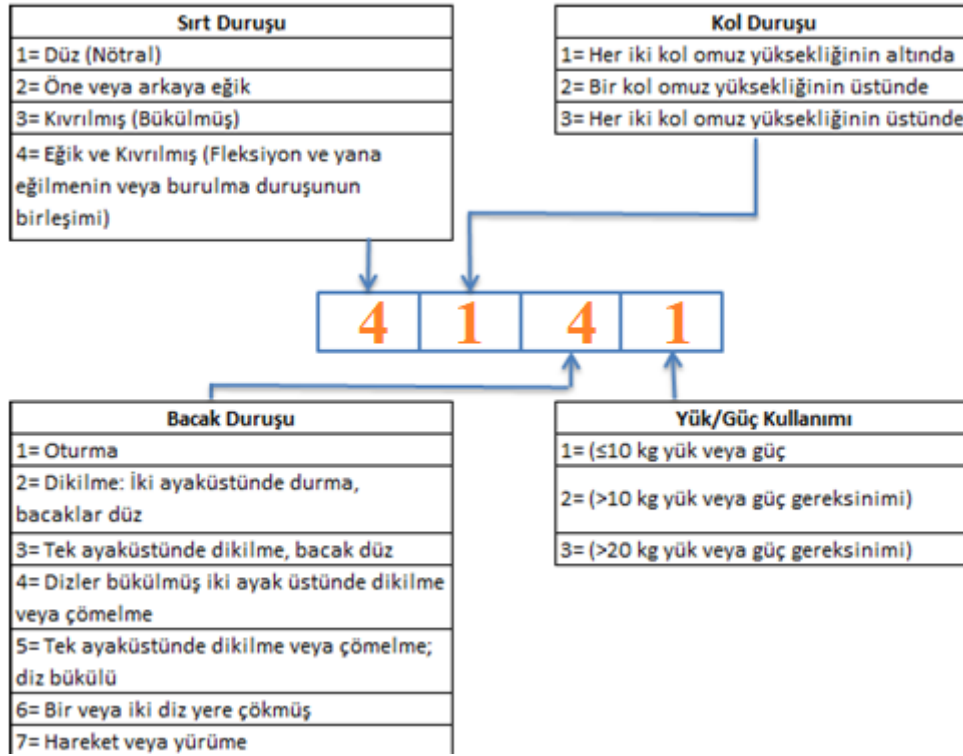 Sırt Duruşu
1= Düz (Nötral)
2= Öne veya arkaya eğik
3= Kıvrılmış (Bükülmüş)
4= Eğik ve Kıvrılmış (Fleksiyon ve yana
eğilmenin veya burulma duruşunun
birleşimi)
Kol Duruşu
1= Her iki kol omuz yüksekliğinin altında
2= Bir kol omuz yüksekliğinin üstünde
3= Her iki kol omuz yüksekliğinin üstünde
4 1 4 1
Bacak Duruşu
1= Oturma
2= Dikilme: İki ayaküstünde durma,
bacaklar düz
3= Tek ayaküstünde dikilme, bacak düz
4= Dizler bükülmüş iki ayak üstünde dikilme
veya çömelme
5= Tek ayaküstünde dikilme veya çömelme;
diz bükülü
6= Bir veya iki diz yere çökmüş
7= Hareket veya yürüme
Yük/Güç Kullanımı
1= (≤10 kg yük veya güç
2= (>10 kg yük veya güç gereksinimi)
3= (>20 kg yük veya güç gereksinimi)